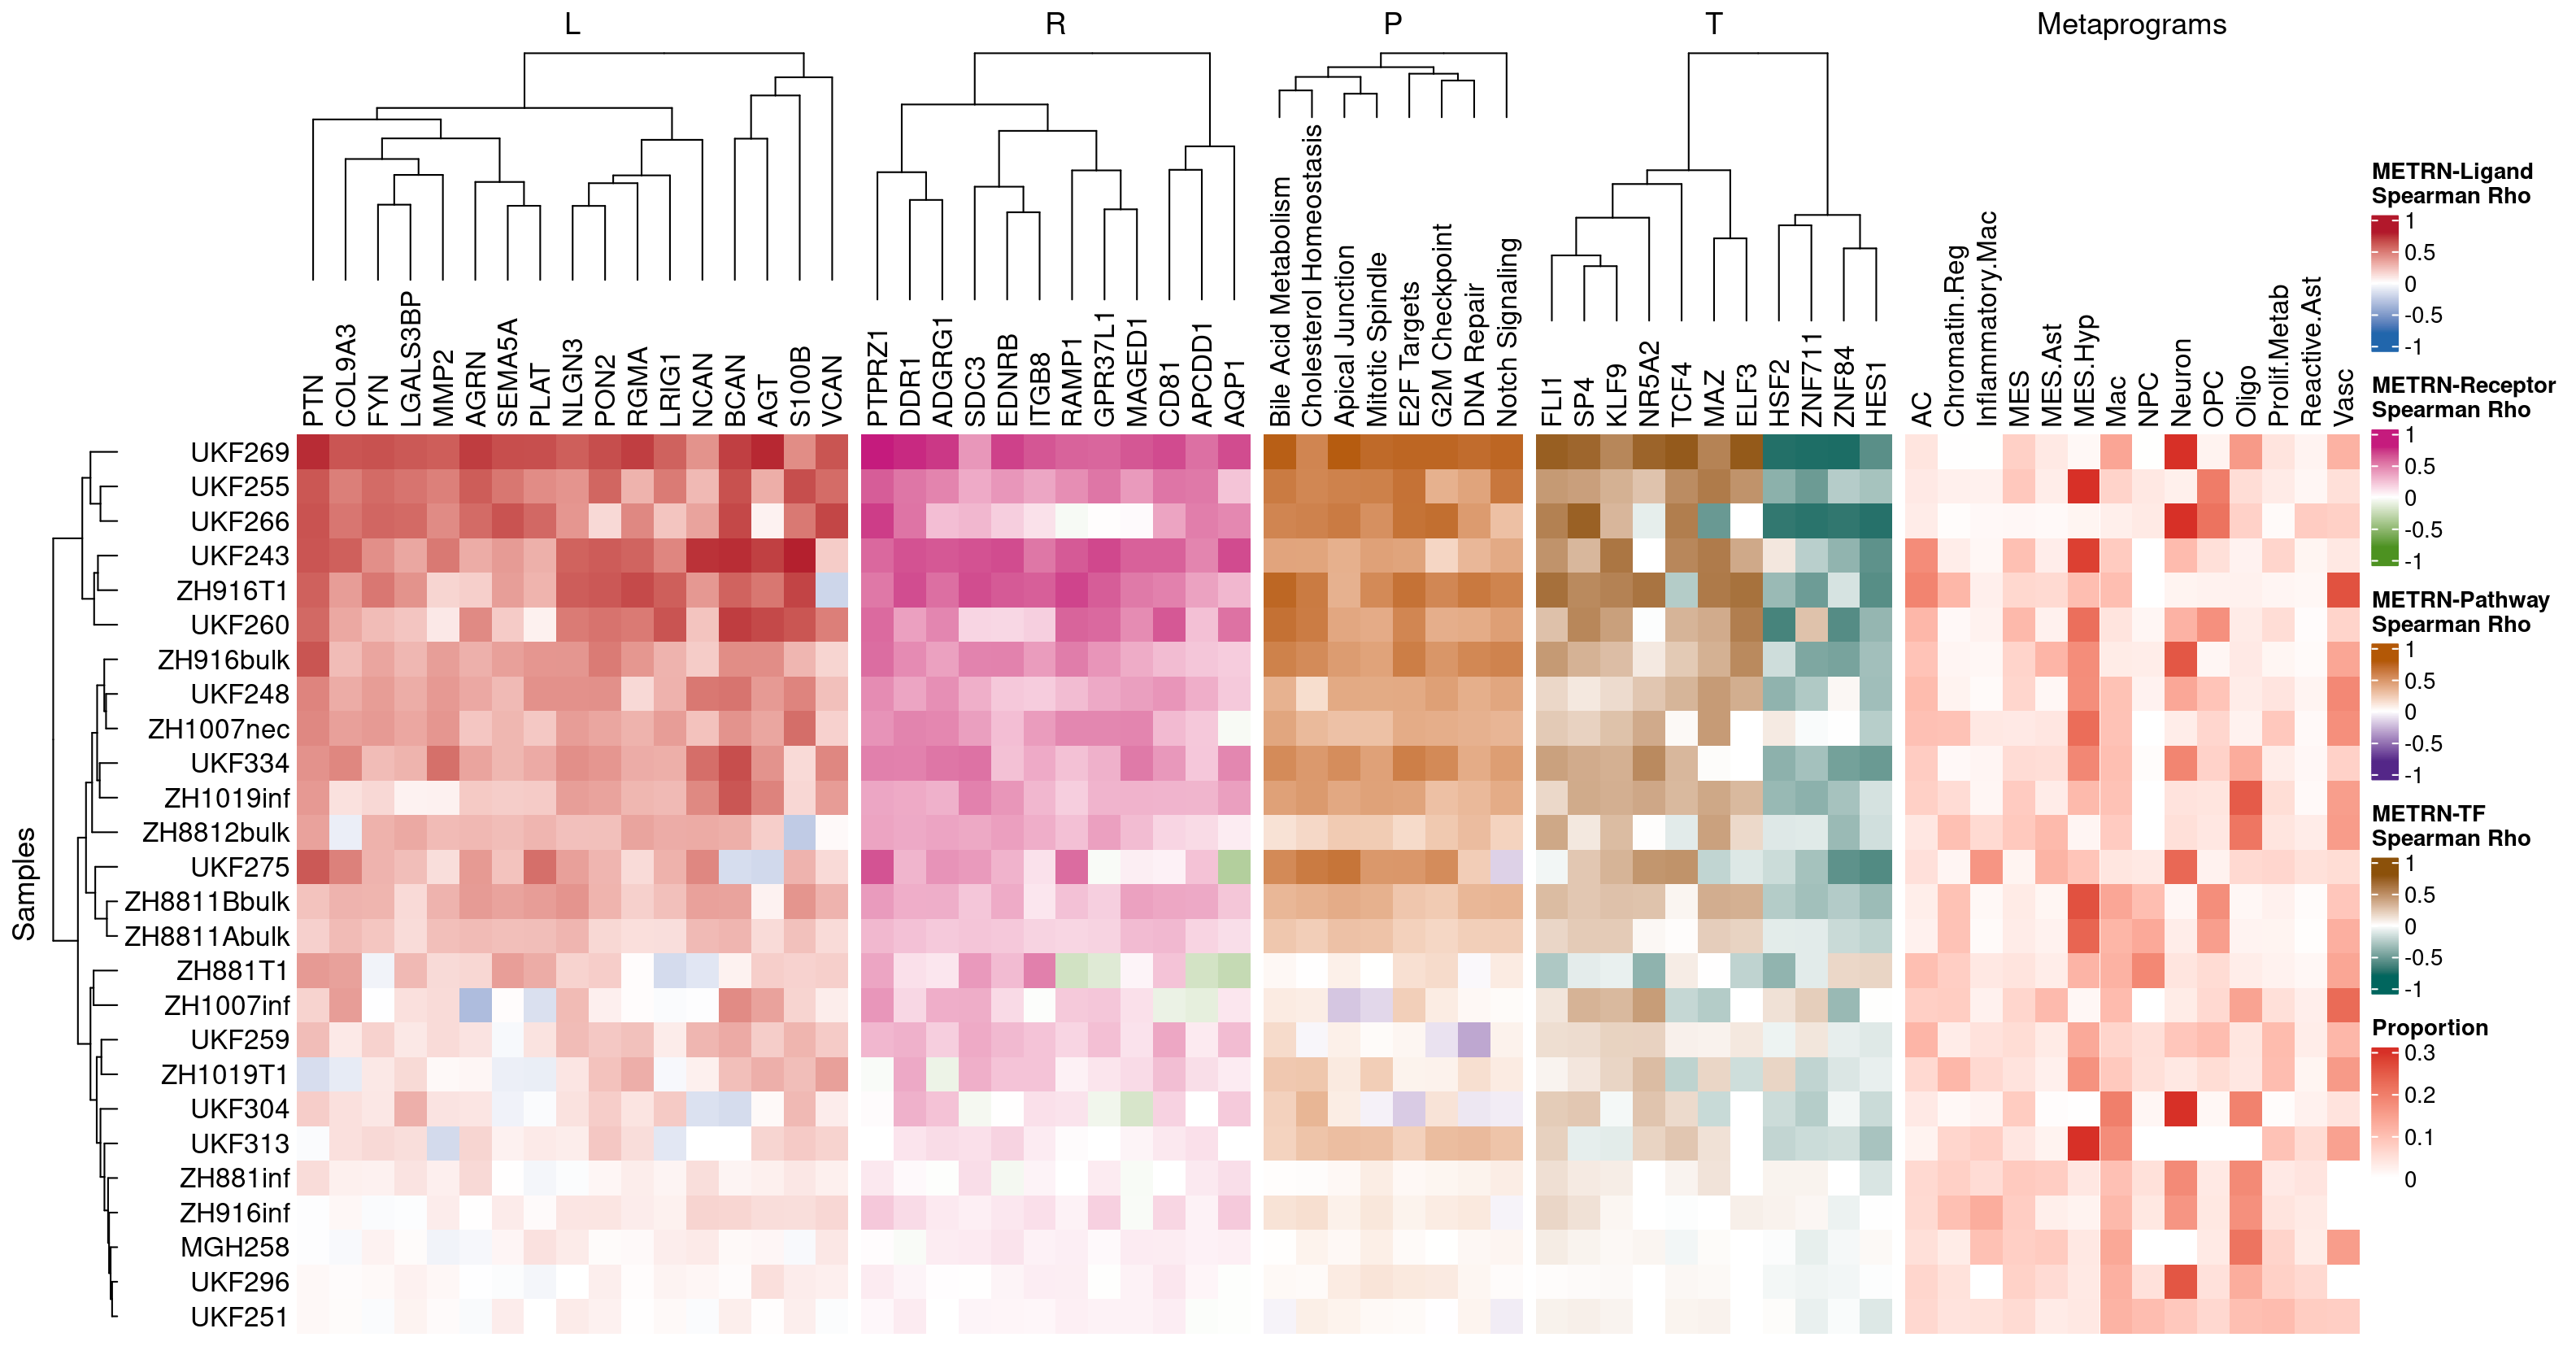 L
R
P
T
Metaprograms
PTN
COL9A3
FYN
LGALS3BP
MMP2
AGRN
SEMA5A
PLAT
NLGN3
PON2
RGMA
LRIG1
NCAN
BCAN
AGT
S100B
VCAN
PTPRZ1
DDR1
ADGRG1
SDC3
EDNRB
ITGB8
RAMP1
GPR37L1
MAGED1
CD81
APCDD1
AQP1
Bile Acid Metabolism
Cholesterol Homeostasis
Apical Junction
Mitotic Spindle
E2F Targets
G2M Checkpoint
DNA Repair
Notch Signaling
FLI1
SP4
KLF9
NR5A2
TCF4
MAZ
ELF3
HSF2
ZNF711
ZNF84
HES1
AC
Chromatin.Reg
Inflammatory.Mac
MES
MES.Ast
MES.Hyp
Mac
NPC
Neuron
OPC
Oligo
Prolif.Metab
Reactive.Ast
Vasc
Samples
UKF269
UKF255
UKF266
UKF243
ZH916T1
UKF260
ZH916bulk
UKF248
ZH1007nec
UKF334
ZH1019inf
ZH8812bulk
UKF275
ZH8811Bbulk
ZH8811Abulk
ZH881T1
ZH1007inf
UKF259
ZH1019T1
UKF304
UKF313
ZH881inf
ZH916inf
MGH258
UKF296
UKF251
METRN-Ligand
Spearman Rho
1
0.5
0
-0.5
-1
METRN-Receptor
Spearman Rho
1
0.5
0
-0.5
-1
METRN-Pathway
Spearman Rho
1
0.5
0
-0.5
-1
METRN-TF
Spearman Rho
1
0.5
0
-0.5
-1
Proportion
0.3
0.2
0.1
0